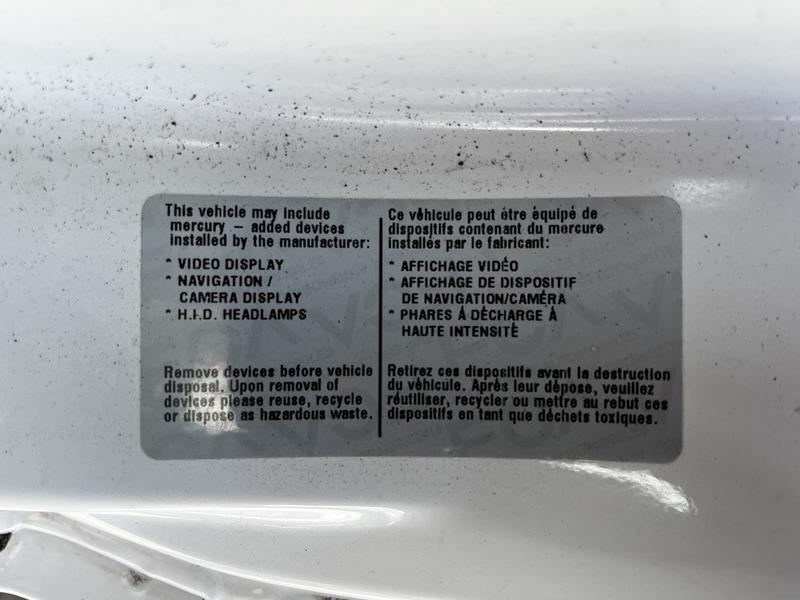 This vehicle may include
mercury – added devices
installed by the manufacturer:
* VIDEO DISPLAY
* NAVIGATION /
CAMERA DISPLAY
* H.I.D. HEADLAMPS
Remove devices before vehicle
disposal. Upon removal of
devices please reuse, recycle
or dispose as hazardous waste.
Ce véhicule peut être équipé de
dispositifs contenant du mercure
installés par le fabricant:
* AFFICHAGE VIDÉO
* AFFICHAGE DE DISPOSITIF
DE NAVIGATION/CAMÉRA
* PHARES À DÉCHARGE À
HAUTE INTENSITÉ
Retirez ces dispositifs avant la destruction
du véhicule. Après leur dépose, veuillez
réutiliser, recycler ou mettre au rebut ces
dispositifs en tant que déchets toxiques.